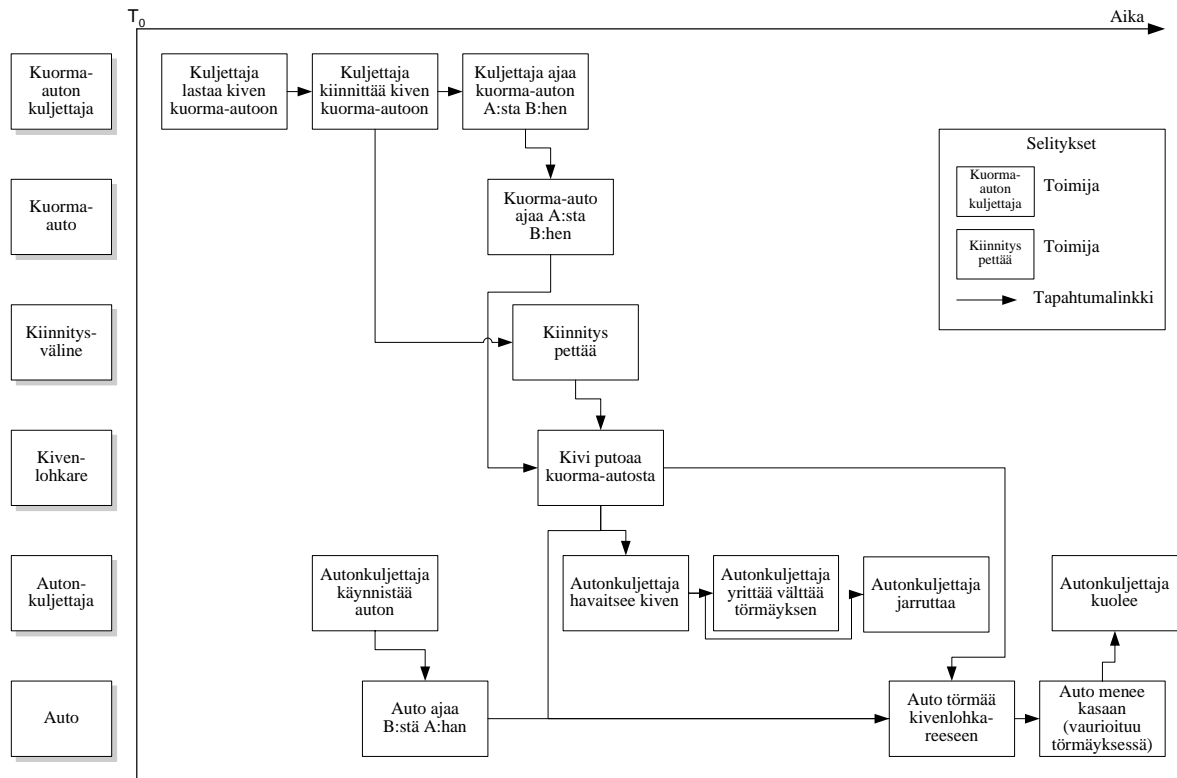 T0
Aika
Kuorma-
auton
kuljettaja
Kuljettaja
lastaa kiven
kuorma-autoon
Kuljettaja
kiinnittää kiven
kuorma-autoon
Kuljettaja ajaa
kuorma-auton
A:sta B:hen
Selitykset
Kuorma-
auton
kuljettaja
Toimija
Kiinnitys
pettää
Toimija
Tapahtumalinkki
Kuorma-
auto
Kuorma-auto
ajaa A:sta
B:hen
Kiinnitys-
väline
Kiinnitys
pettää
Kiven-
lohkare
Kivi putoaa
kuorma-autosta
Auton-
kuljettaja
Autonkuljettaja
käynnistää
auton
Autonkuljettaja
havaitsee kiven
Autonkuljettaja
yrittää välttää
törmäyksen
Autonkuljettaja
jarruttaa
Autonkuljettaja
kuolee
Auto
Auto ajaa
B:stä A:han
Auto törmää
kivenlohka-
reeseen
Auto menee
kasaan
(vaurioituu
törmäyksessä)